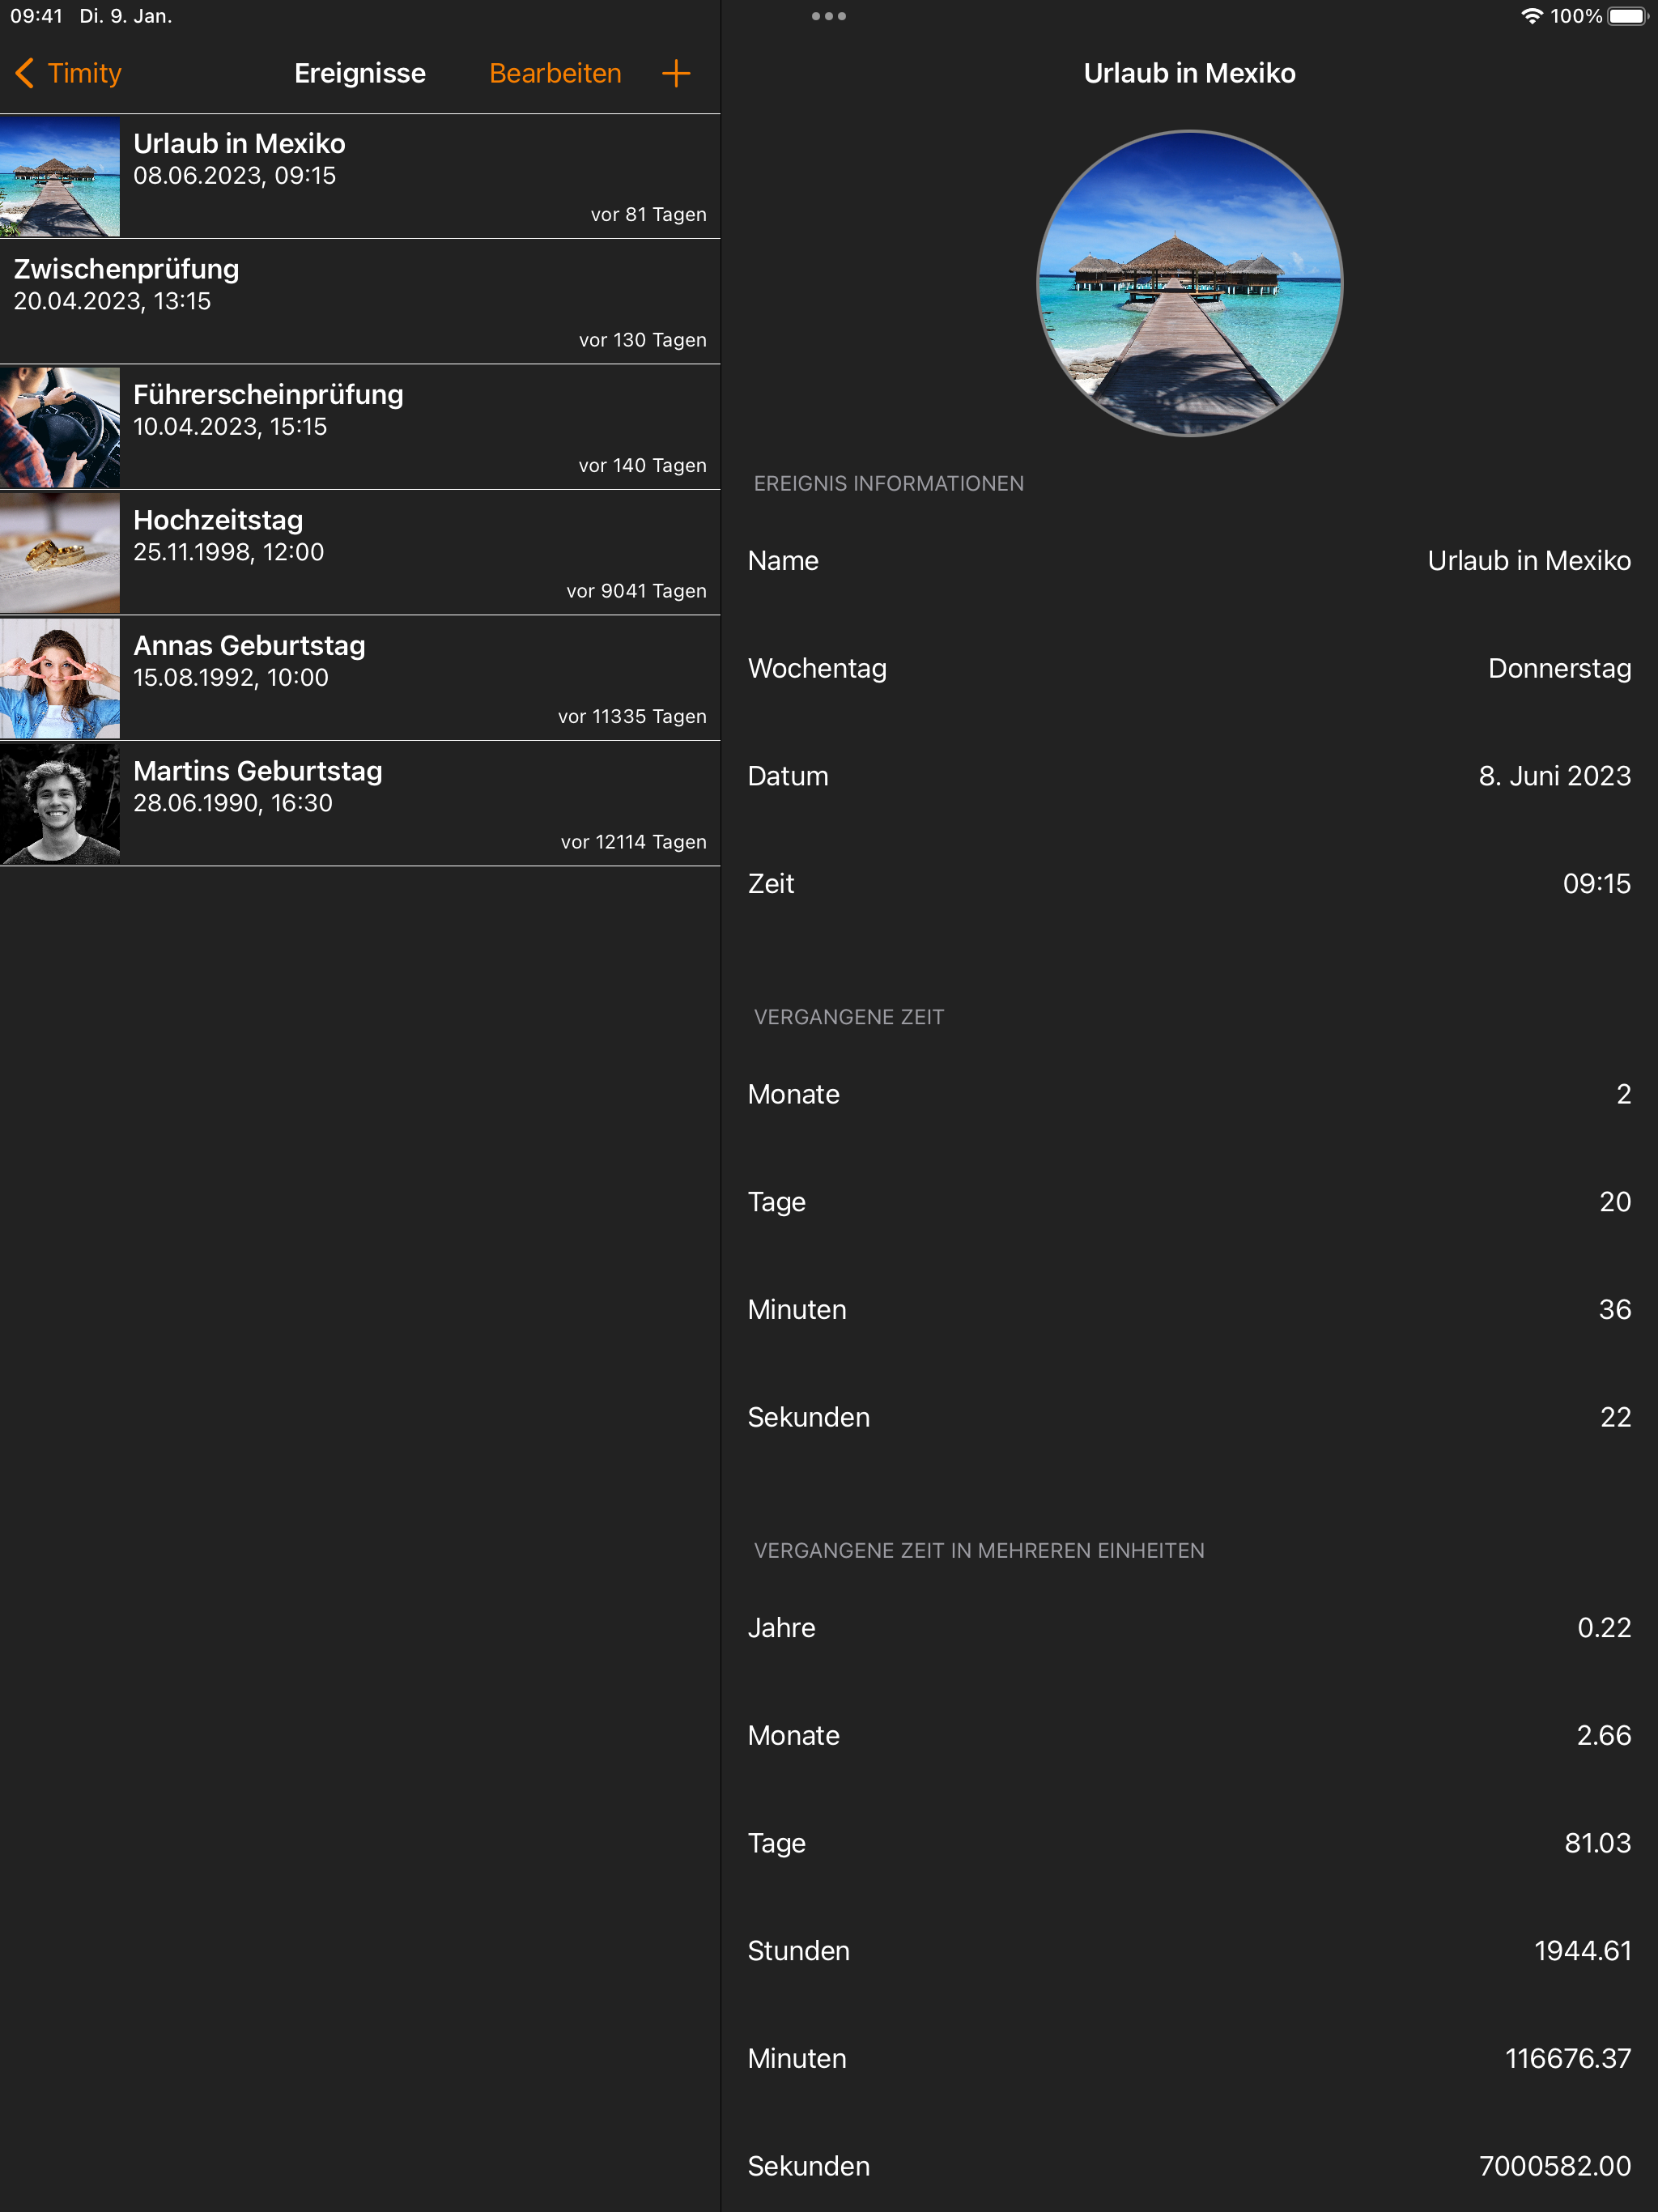 09:41 Di. 9. Jan.
100%
Timity
Ereignisse
Bearbeiten
Urlaub in Mexiko
08.06.2023, 09:15
vor 81 Tagen
Zwischenprüfung
20.04.2023, 13:15
vor 130 Tagen
Führerscheinprüfung
10.04.2023, 15:15
vor 140 Tagen
Hochzeitstag
25.11.1998, 12:00
vor 9041 Tagen
Annas Geburtstag
15.08.1992, 10:00
vor 11335 Tagen
Martins Geburtstag
28.06.1990, 16:30
vor 12114 Tagen
Urlaub in Mexiko
EREIGNIS INFORMATIONEN
Name Urlaub in Mexiko
Wochentag Donnerstag
Datum 8. Juni 2023
Zeit 09:15
VERGANGENE ZEIT
Monate 2
Tage 20
Minuten 36
Sekunden 22
VERGANGENE ZEIT IN MEHREREN EINHEITEN
Jahre 0.22
Monate 2.66
Tage 81.03
Stunden 1944.61
Minuten 116676.37
Sekunden 7000582.00